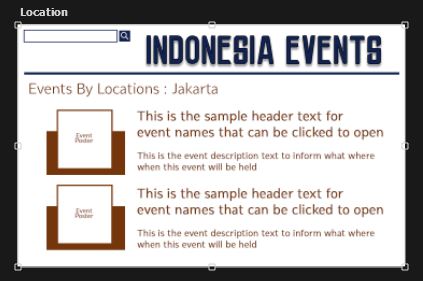 Location
INDONESIA EVENTS
Events By Locations : Jakarta
Event
Poster
This is the sample header text for
event names that can be clicked to open
This is the event description text to inform what where
when this event will be held
Event
Poster
This is the sample header text for
event names that can be clicked to open
This is the event description text to inform what where
when this event will be held